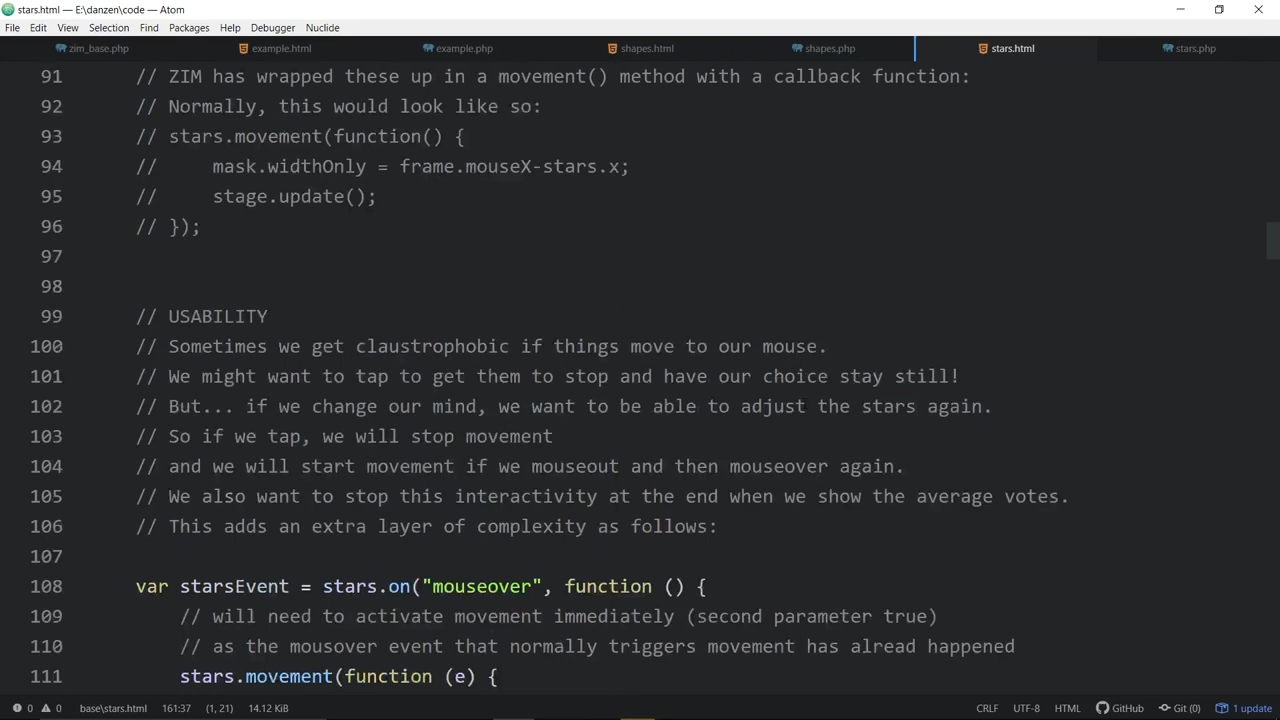 stars.html — E:\danzen\code — Atom
File Edit View Selection Find Packages Help Debugger Nuclide
zim_base.php example.html example.php shapes.html shapes.php stars.html stars.php
91 // ZIM has wrapped these up in a movement() method with a callback function:
92 // Normally, this would look like so:
93 // stars.movement(function() {
94 //     mask.widthOnly = frame.mouseX-stars.x;
95 //     stage.update();
96 // });
97
98
99 // USABILITY
100 // Sometimes we get claustrophobic if things move to our mouse.
101 // We might want to tap to get them to stop and have our choice stay still!
102 // But... if we change our mind, we want to be able to adjust the stars again.
103 // So if we tap, we will stop movement
104 // and we will start movement if we mouseout and then mouseover again.
105 // We also want to stop this interactivity at the end when we show the average votes.
106 // This adds an extra layer of complexity as follows:
107
108 var starsEvent = stars.on("mouseover", function () {
109     // will need to activate movement immediately (second parameter true)
110     // as the mousover event that normally triggers movement has alread happened
111     stars.movement(function (e) {
0 0 base\stars.html 161:37 (1, 21) 14.12 KiB CRLF UTF-8 HTML GitHub Git (0) 1 update